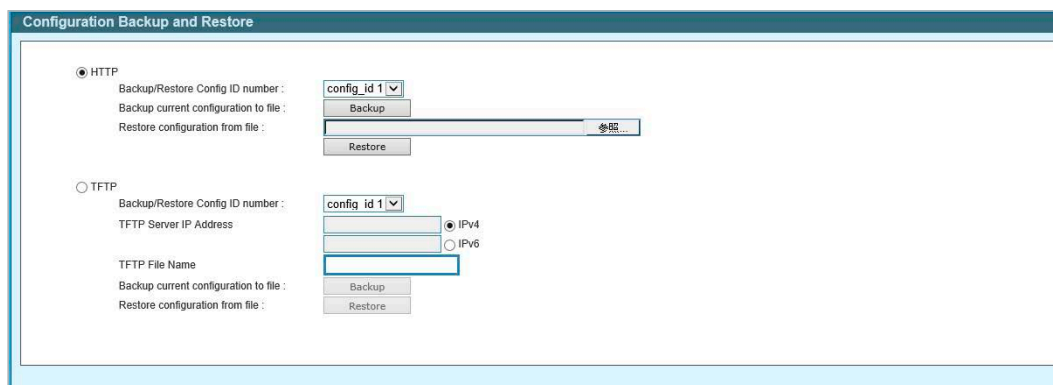 Configuration Backup and Restore
HTTP
Backup/Restore Config ID number : config_id 1
Backup current configuration to file : Backup
Restore configuration from file : 参照...
Restore
TFTP
Backup/Restore Config ID number : config_id 1
TFTP Server IP Address IPv4
IPv6
TFTP File Name
Backup current configuration to file : Backup
Restore configuration from file : Restore